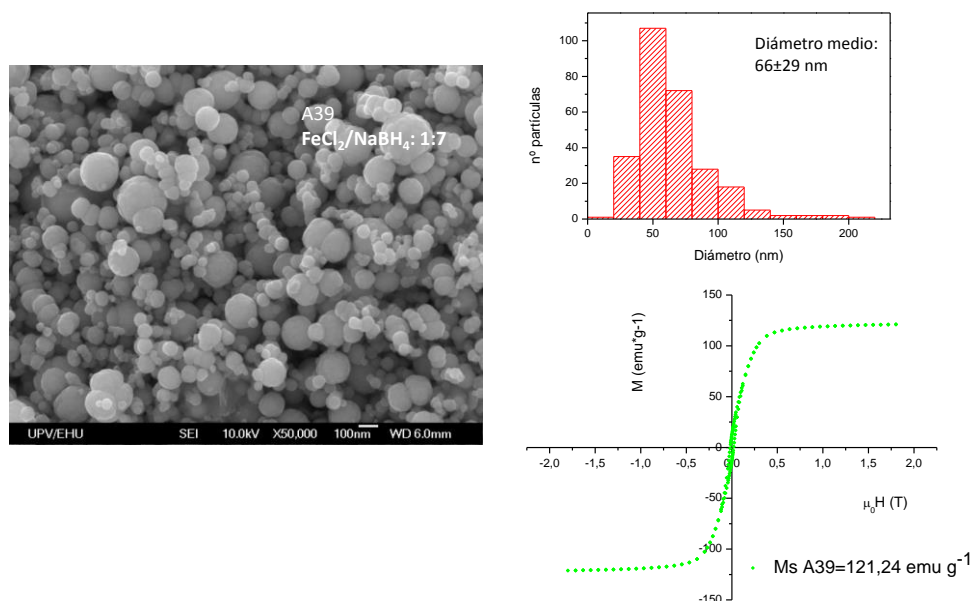 A39
FeCl₂/NaBH₄: 1:7
UPV/EHU SEI 10.0kV X50,000 100nm WD 6.0mm
Diámetro medio:
66±29 nm
nº partículas
100
80
60
40
20
0
0 50 100 150 200
Diámetro (nm)
M (emu*g-1)
150
100
50
0
-50
-100
-150
-2,0 -1,5 -1,0 -0,5 0,0 0,5 1,0 1,5 2,0
μ₀H (T)
Ms A39=121,24 emu g⁻¹